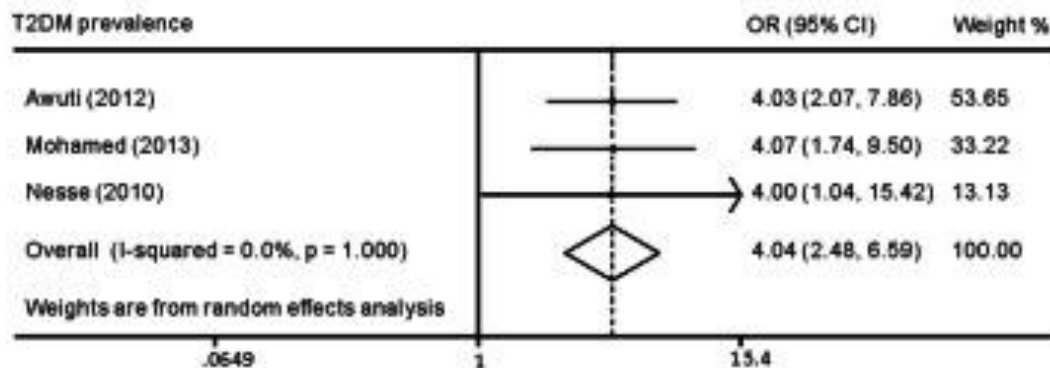 T2DM prevalence OR (95% CI) Weight %
Awuti (2012) 4.03 (2.07, 7.86) 53.65
Mohamed (2013) 4.07 (1.74, 9.50) 33.22
Nesse (2010) 4.00 (1.04, 15.42) 13.13
Overall (I-squared = 0.0%, p = 1.000) 4.04 (2.48, 6.59) 100.00
Weights are from random effects analysis
.0649 1 15.4